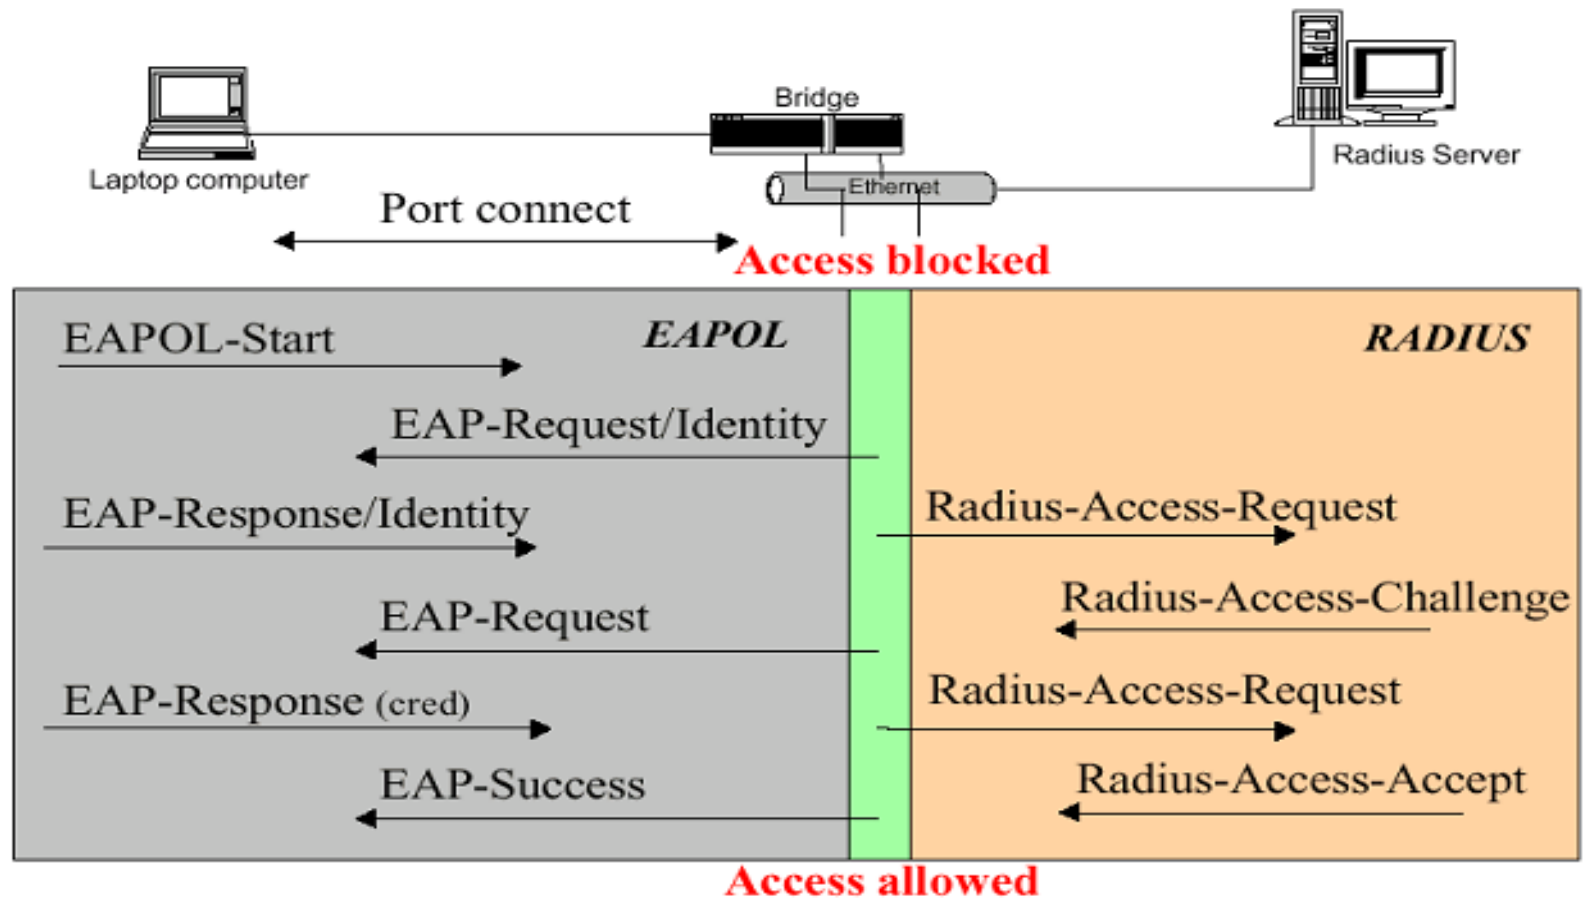 Bridge
Radius Server
Laptop computer
Ethernet
Port connect
Access blocked
EAPOL-Start
EAPOL
RADIUS
EAP-Request/Identity
EAP-Response/Identity
Radius-Access-Request
Radius-Access-Challenge
EAP-Request
EAP-Response (cred)
Radius-Access-Request
EAP-Success
Radius-Access-Accept
Access allowed